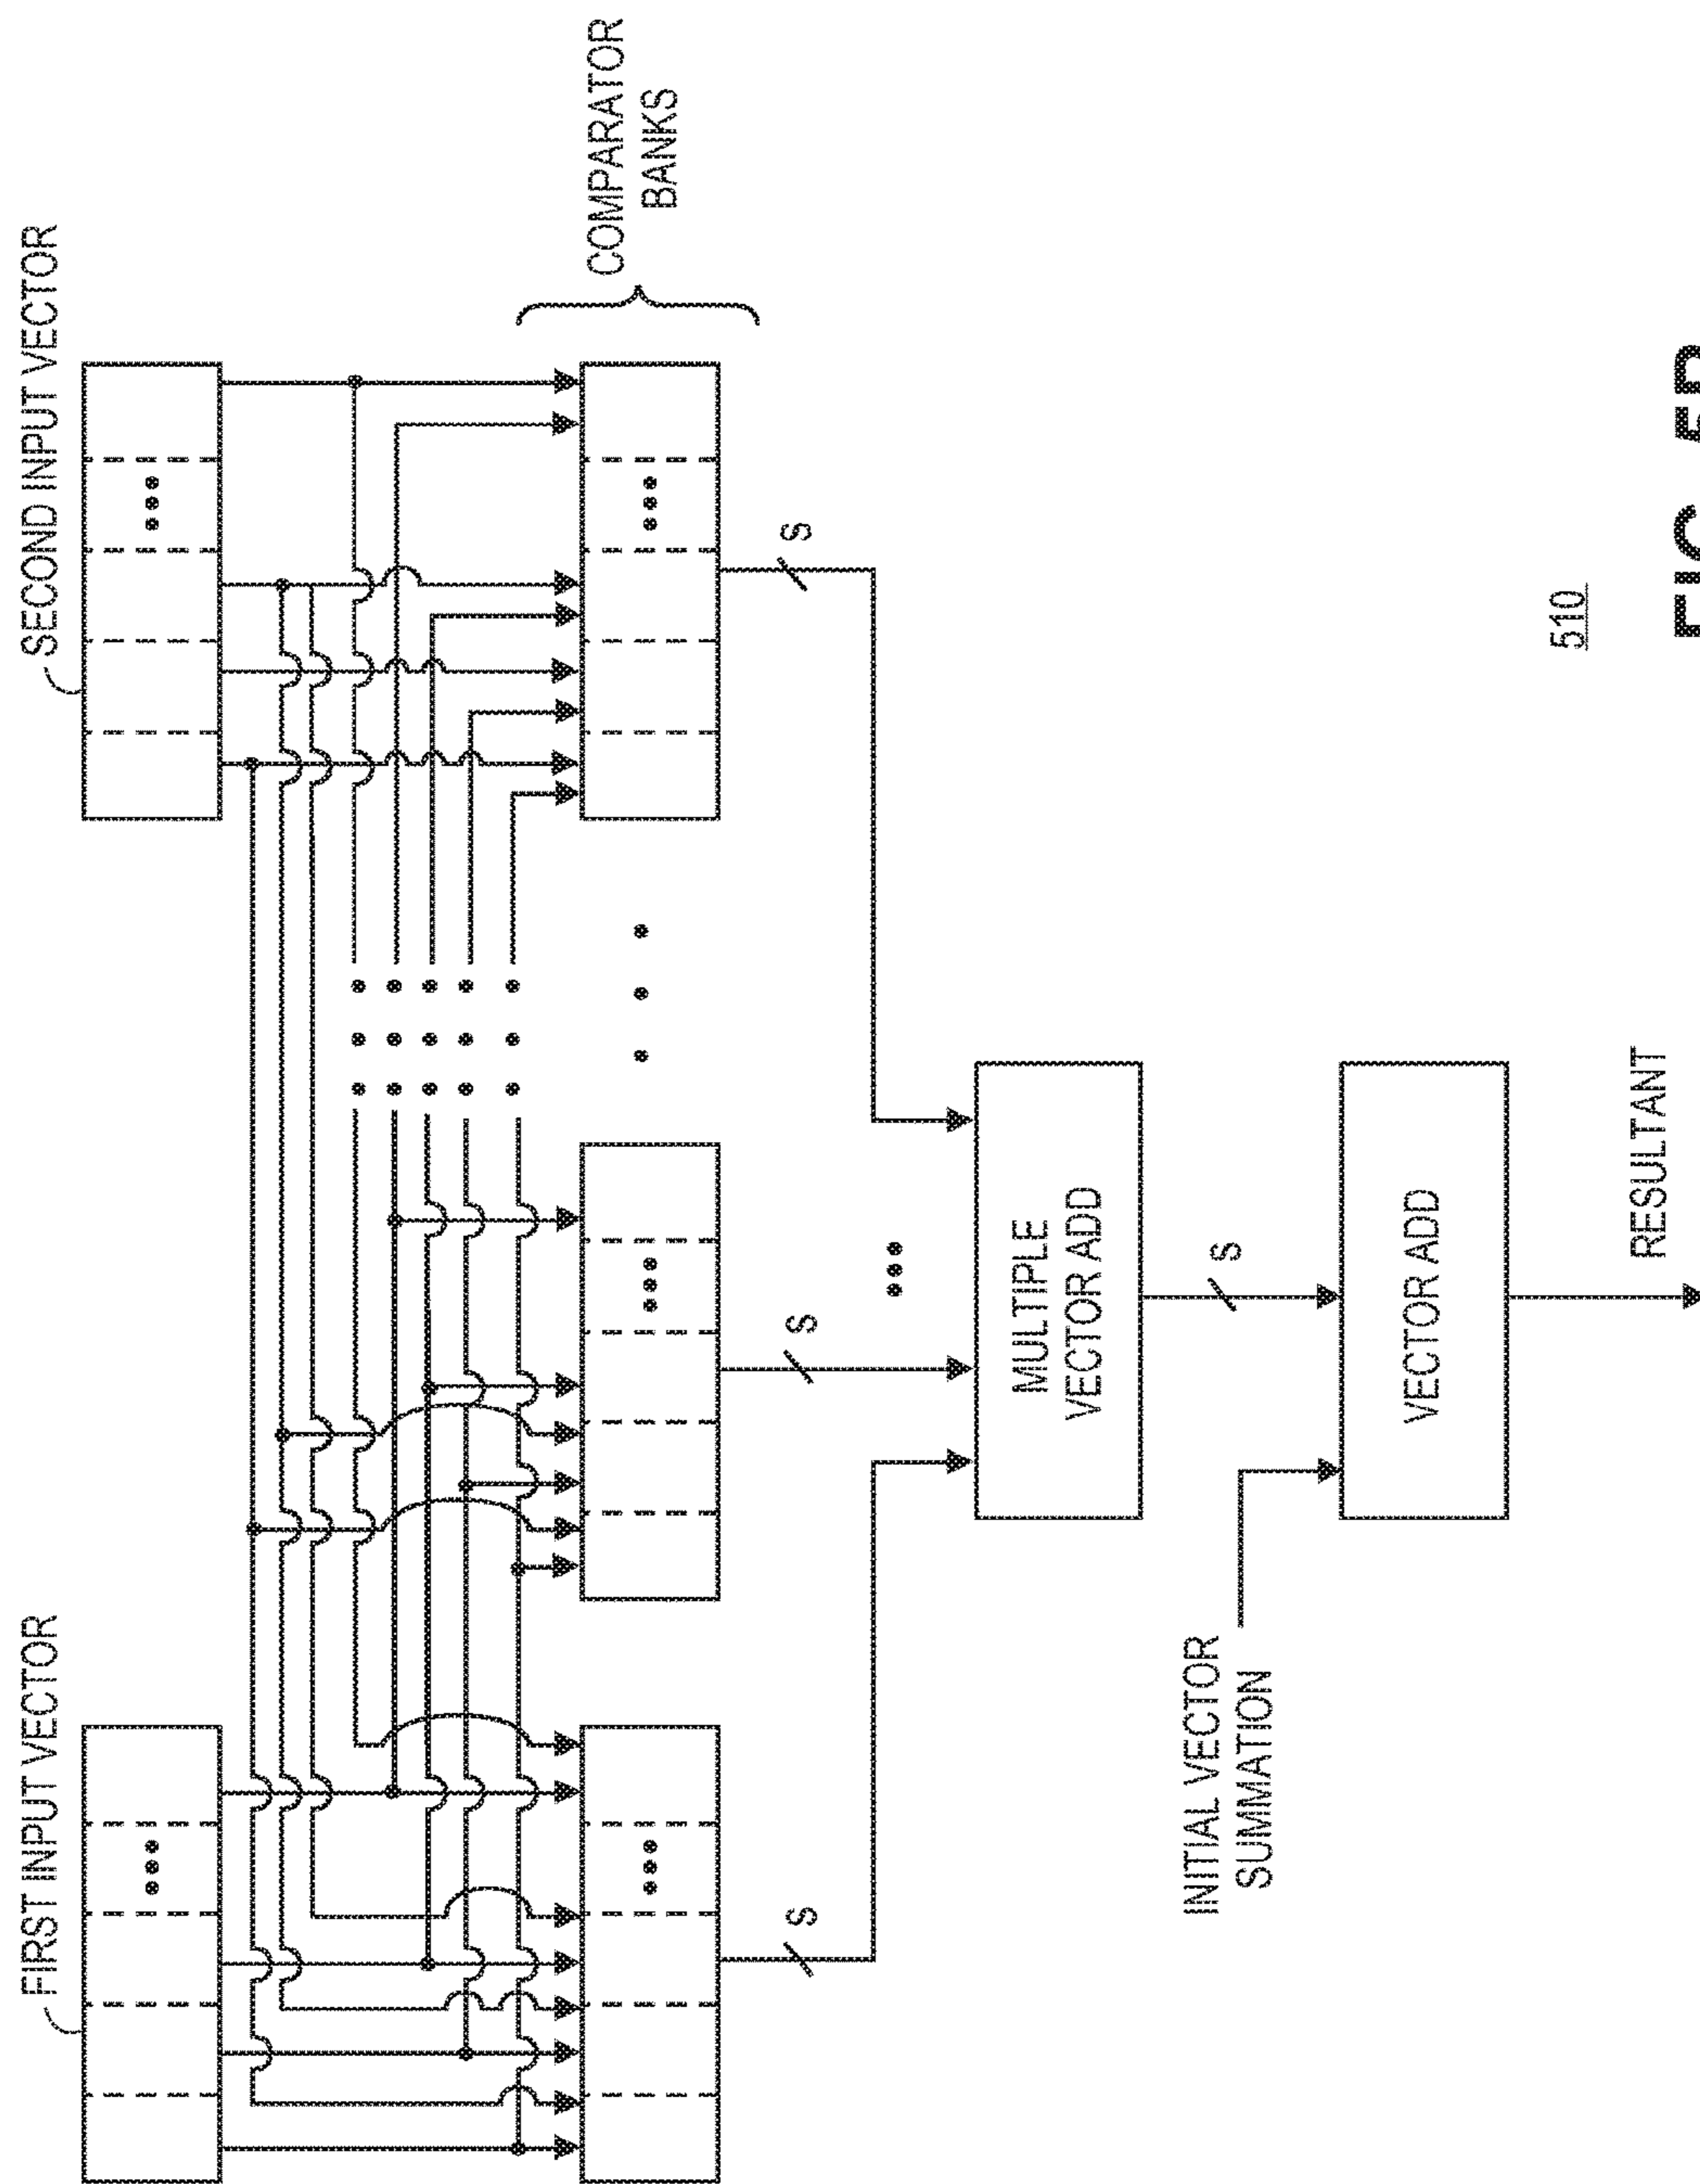 FIRST INPUT VECTOR
SECOND INPUT VECTOR
COMPARATOR
BANKS
S
S
S
MULTIPLE
VECTOR ADD
INITIAL VECTOR
SUMMATION
S
VECTOR ADD
510
RESULTANT